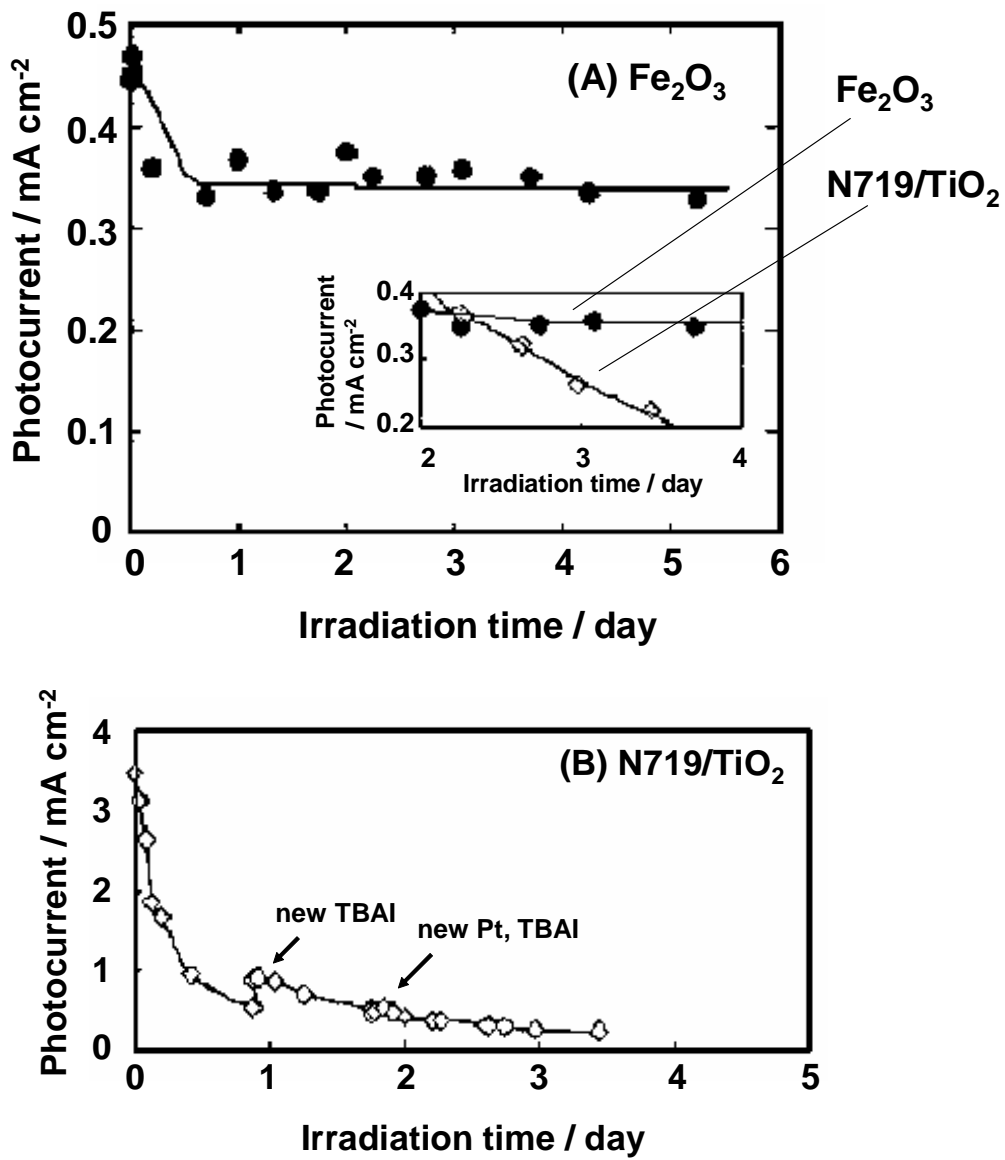 0.5
0.4
0.3
0.2
0.1
0
Photocurrent / mA cm⁻²
(A) Fe₂O₃
Fe₂O₃
N719/TiO₂
0.4
0.3
0.2
Photocurrent
/ mA cm⁻²
2 3 4
Irradiation time / day
0 1 2 3 4 5 6
Irradiation time / day
4
3
2
1
0
Photocurrent / mA cm⁻²
(B) N719/TiO₂
new TBAI
new Pt, TBAI
0 1 2 3 4 5
Irradiation time / day